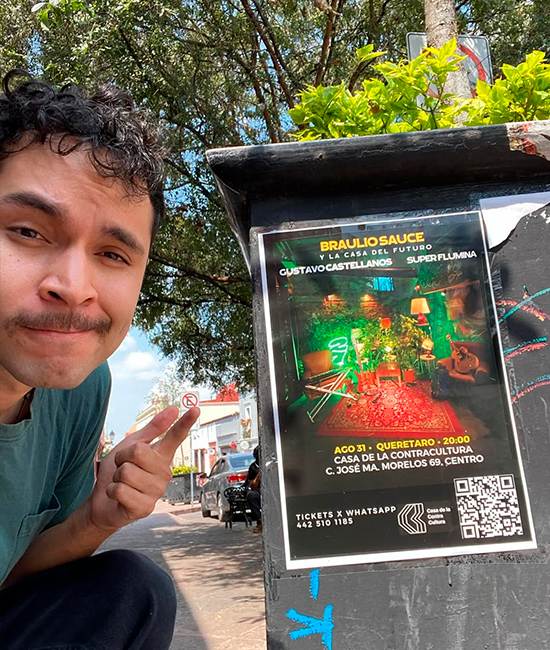 BRAULIO SAUCE
Y LA CASA DEL FUTURO
GUSTAVO CASTELLANOS SUPER FLUMINA
AGO 31 - QUERETARO - 20:00
CASA DE LA CONTRACULTURA
C. JOSÉ MA. MORELOS 69, CENTRO
TICKETS X WHATSAPP
442 510 1185
Casa de la
Contra
Cultura